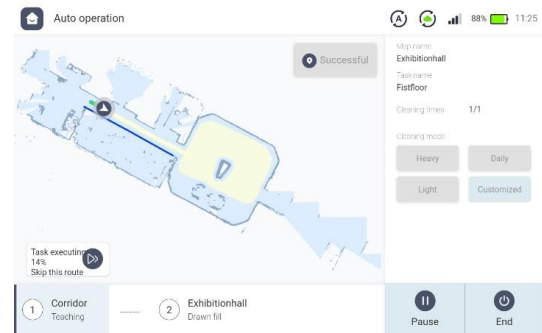 Auto operation
A
88%
11:25
Successful
Map name
Exhibitionhall
Task name
Fistfloor
Cleaning times 1/1
Cleaning mode
Heavy
Daily
Light
Customized
Task executing
14%
Skip this route
1 Corridor
Teaching
2 Exhibitionhall
Drawn fill
Pause
End